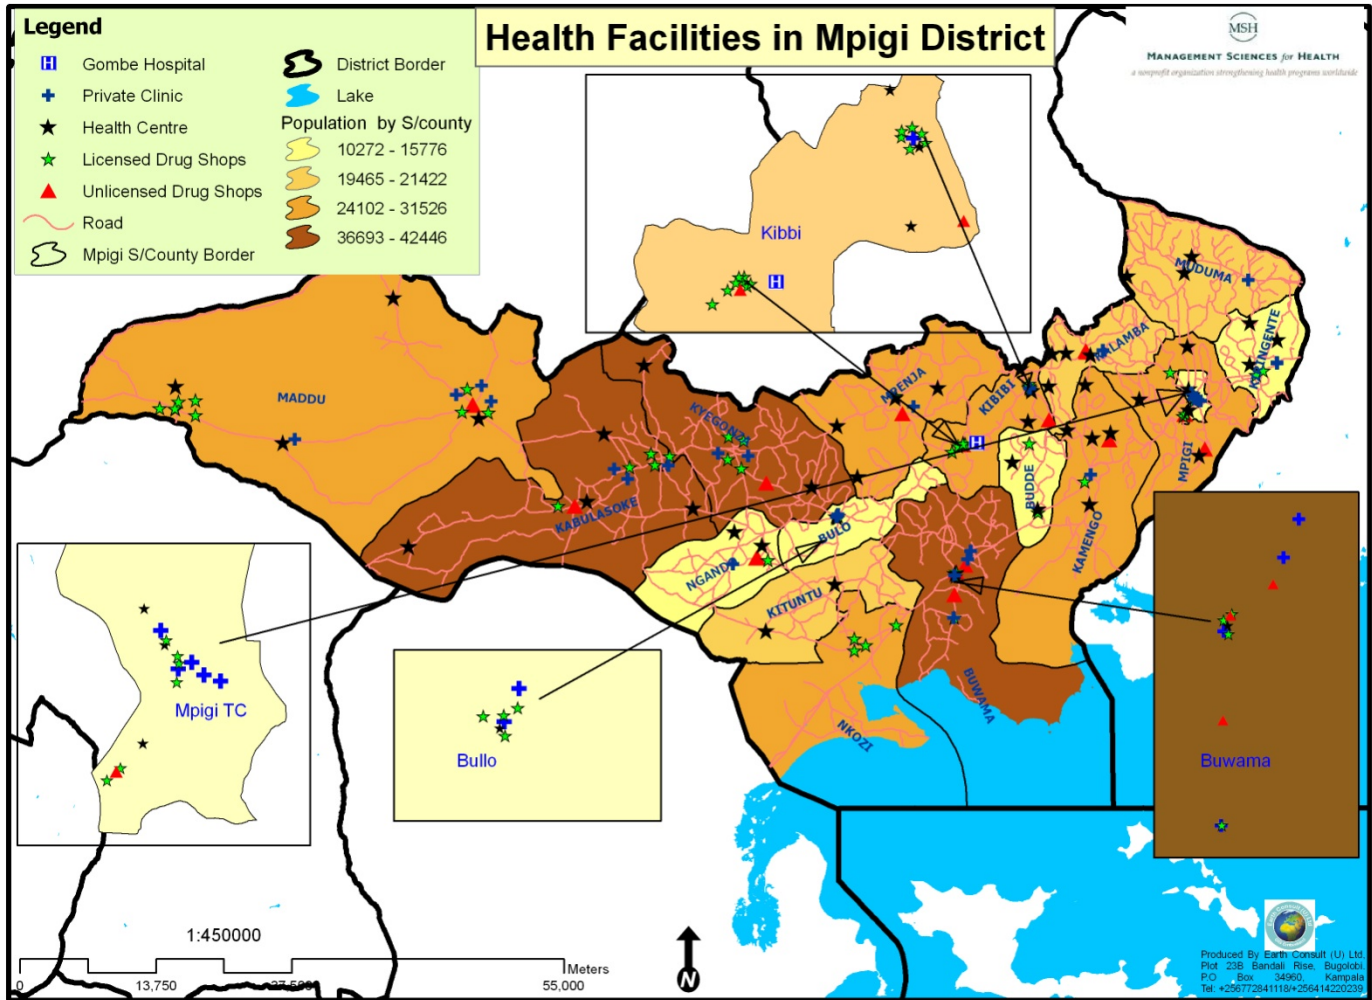 Health Facilities in Mpigi District
Legend
Gombe Hospital
Private Clinic
Health Centre
Licensed Drug Shops
Unlicensed Drug Shops
Road
Mpigi S/County Border
District Border
Lake
Population by S/county
10272 - 15776
19465 - 21422
24102 - 31526
36693 - 42446
MSH
MANAGEMENT SCIENCES for HEALTH
a nonprofit organization strengthening health programs worldwide
Kibbi
MUDUMA
MADDU
MPENJA
KIBIBI
KYEGONZA
KABULASOKE
BUDDE
MPIGI
KAMENGO
BULO
KITUNTU
BUWAMA
NKOZI
Mpigi TC
Bullo
Buwama
1:450000
Meters
0
13,750
55,000
N
Produced By Earth Consult (U) Ltd,
Plot 23B Bandali Rise, Bugolobi,
P.O Box 34960, Kampala
Tel: +256772841118/+256414220239